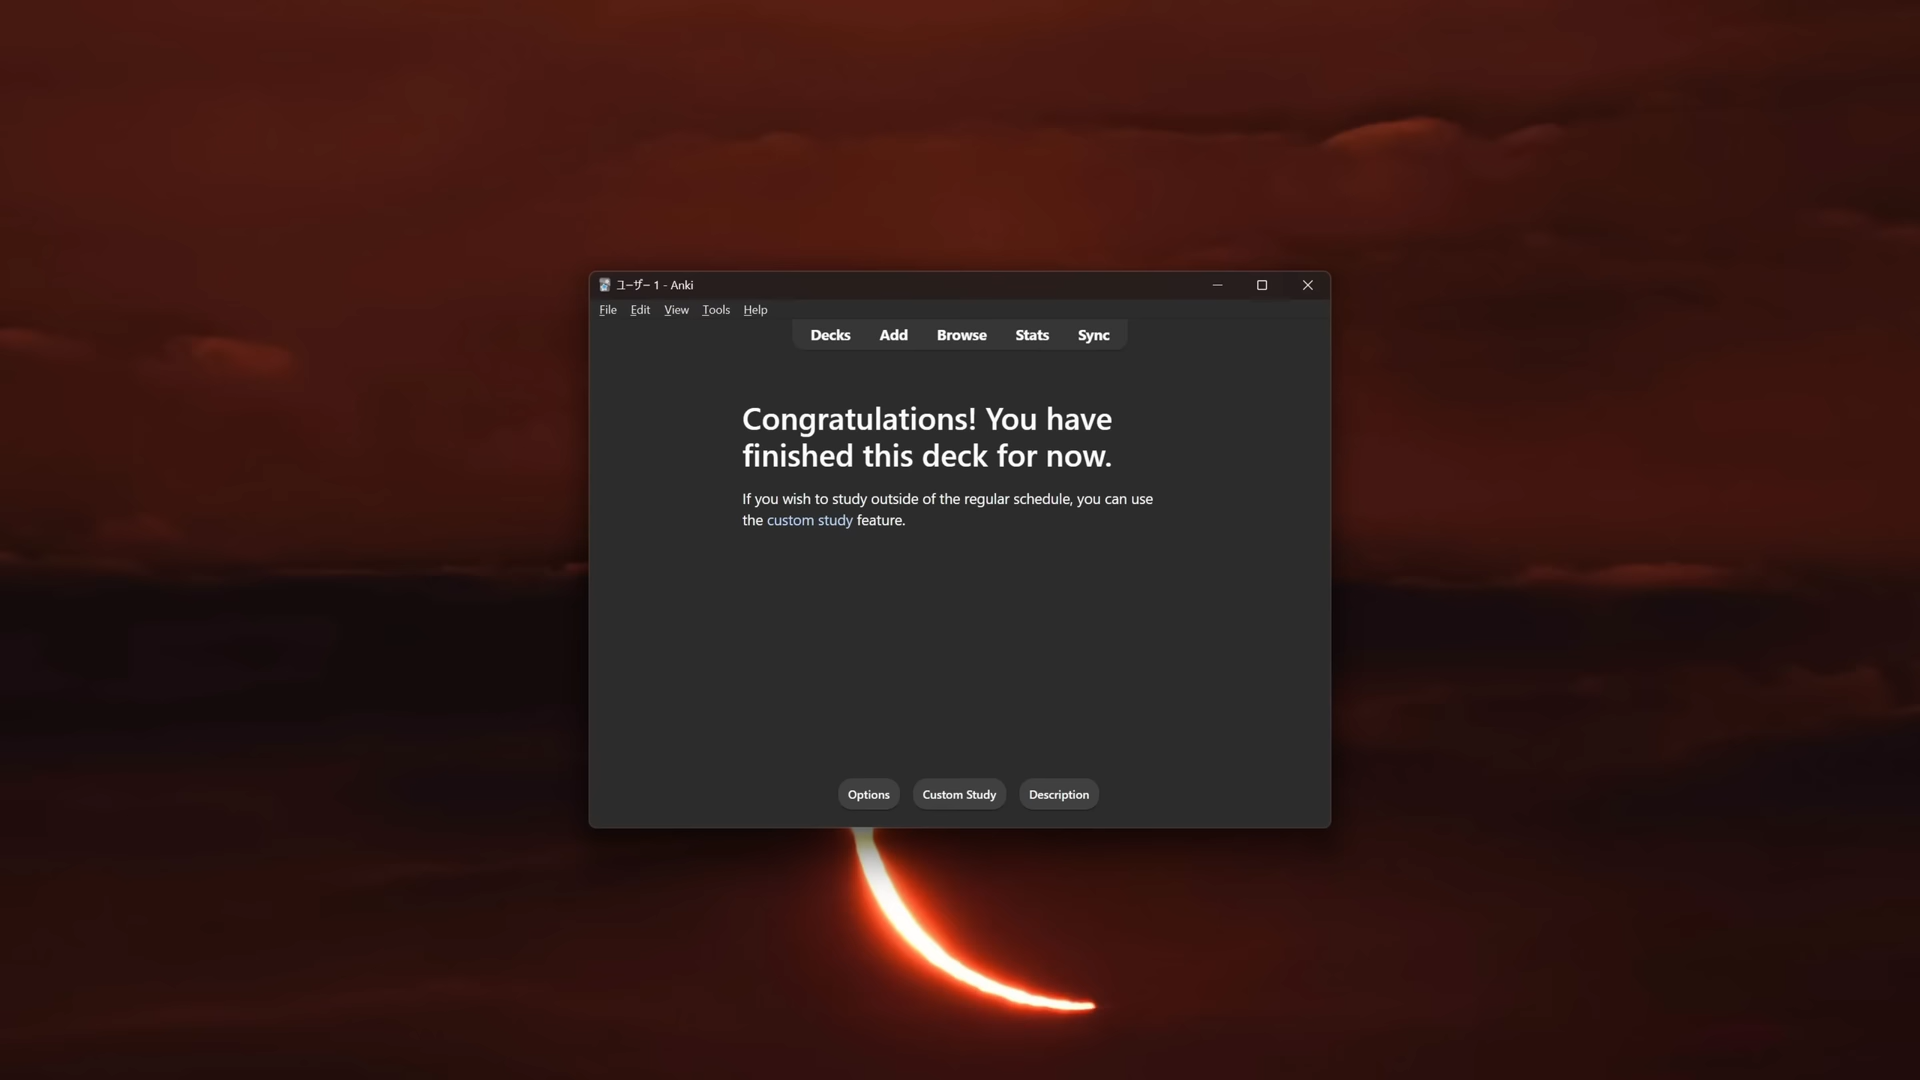 ユーザー 1 - Anki
File Edit View Tools Help
Decks Add Browse Stats Sync
Congratulations! You have
finished this deck for now.
If you wish to study outside of the regular schedule, you can use
the custom study feature.
Options Custom Study Description